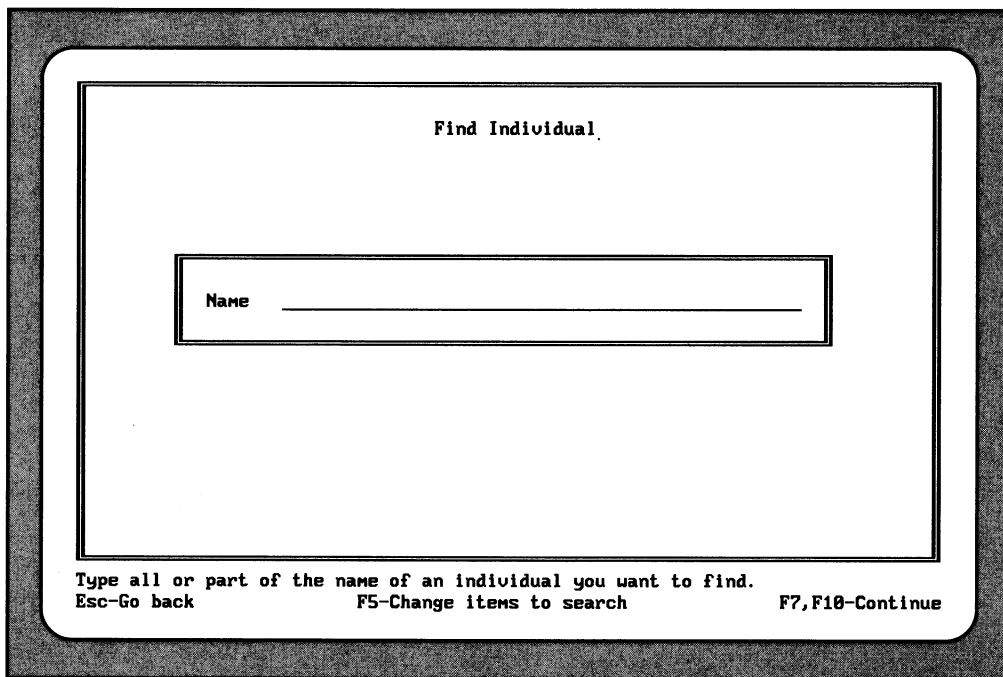 Find Individual
Name
Type all or part of the name of an individual you want to find.
Esc-Go back F5-Change items to search F7,F10-Continue